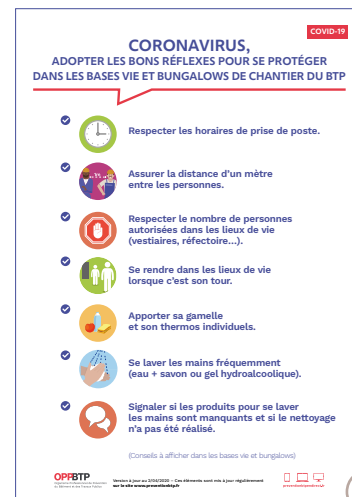 COVID-19
CORONAVIRUS,
ADOPTER LES BONS RÉFLEXES POUR SE PROTÉGER
DANS LES BASES VIE ET BUNGALOWS DE CHANTIER DU BTP
Respecter les horaires de prise de poste.
Assurer la distance d'un mètre
entre les personnes.
Respecter le nombre de personnes
autorisées dans les lieux de vie
(vestiaires, réfectoire...).
Se rendre dans les lieux de vie
lorsque c'est son tour.
Apporter sa gamelle
et son thermos individuels.
Se laver les mains fréquemment
(eau + savon ou gel hydroalcoolique).
Signaler si les produits pour se laver
les mains sont manquants et si le nettoyage
n'a pas été réalisé.
(Conseils à afficher dans les bases vie et bungalows)
OPPBTP
Version à jour au 2/04/2020 – Ces éléments sont mis à jour régulièrement
sur le site www.preventionbtp.fr